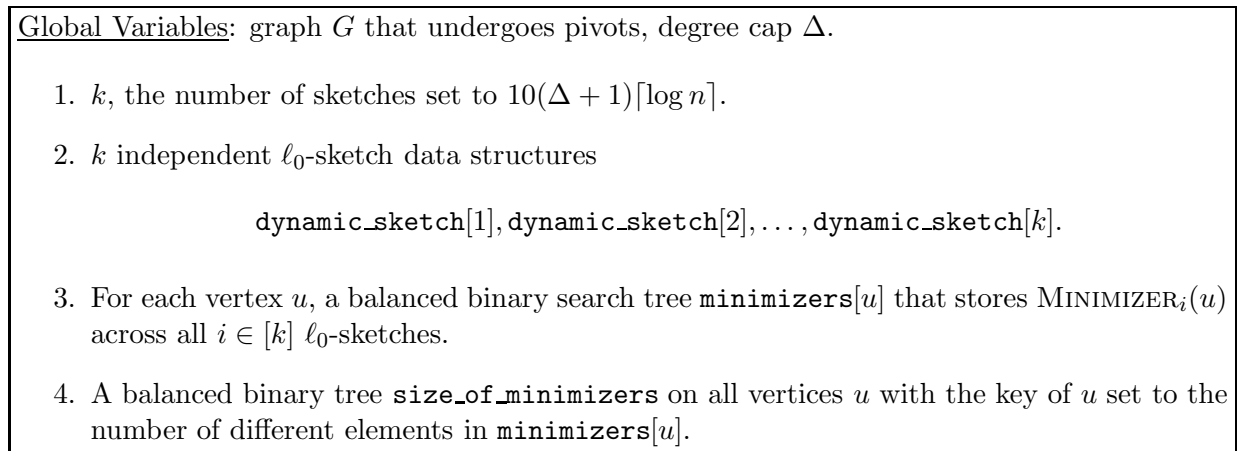 Global Variables: graph G that undergoes pivots, degree cap Δ.
1. k, the number of sketches set to 10(Δ + 1)⌈log n⌉.
2. k independent ℓ₀-sketch data structures
dynamic_sketch[1], dynamic_sketch[2], . . . , dynamic_sketch[k].
3. For each vertex u, a balanced binary search tree minimizers[u] that stores MINIMIZERᵢ(u)
across all i ∈ [k] ℓ₀-sketches.
4. A balanced binary tree size_of_minimizers on all vertices u with the key of u set to the
number of different elements in minimizers[u].